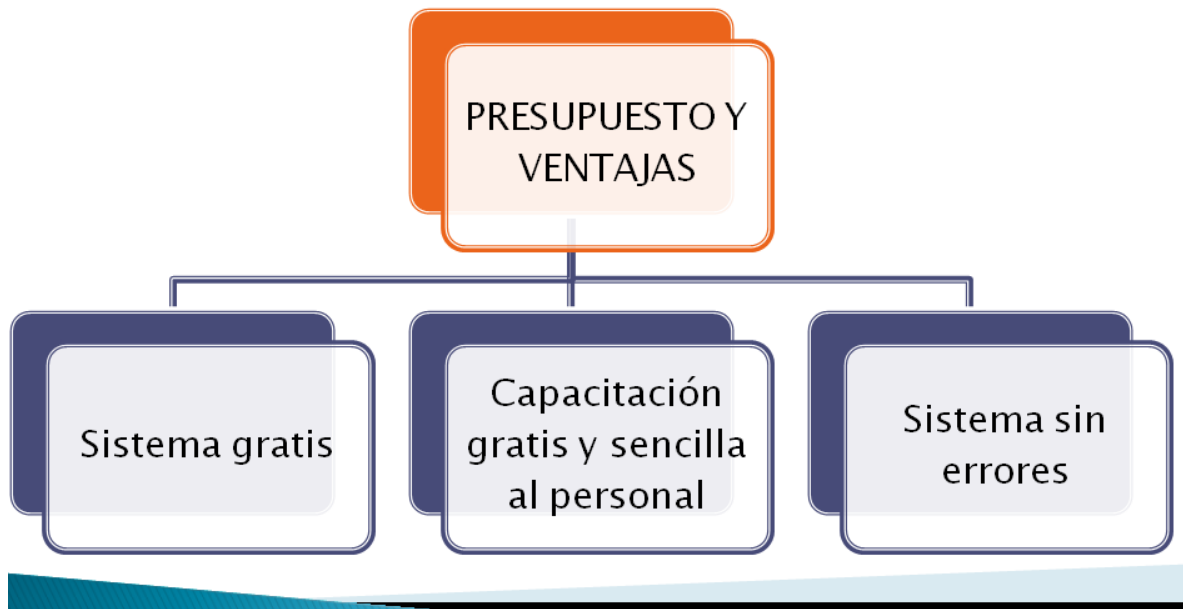 PRESUPUESTO Y
VENTAJAS
Sistema gratis
Capacitación
gratis y sencilla
al personal
Sistema sin
errores